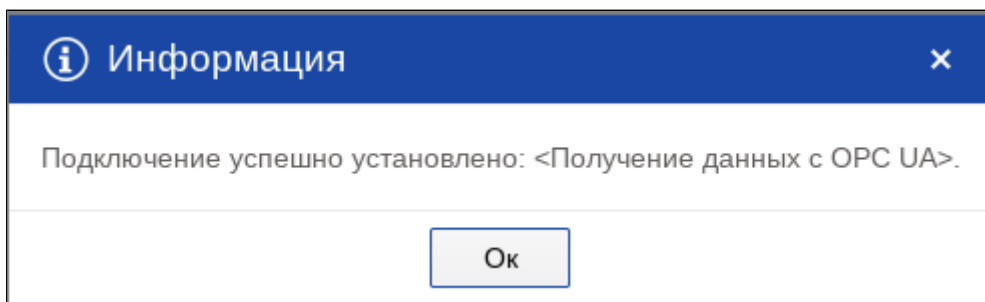 Информация
Подключение успешно установлено: <Получение данных с OPC UA>.
Ок